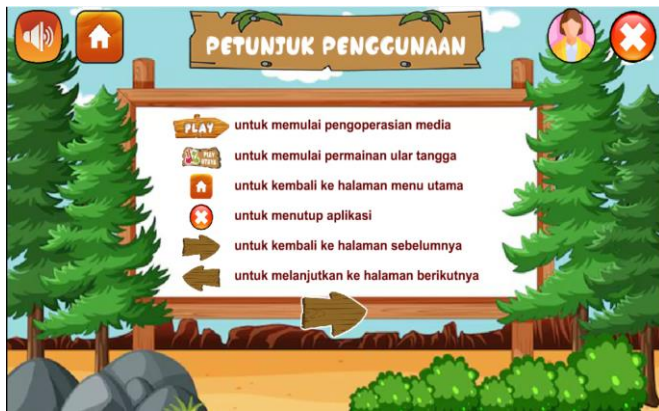 PETUNJUK PENGGUNAAN
PLAY untuk memulai pengoperasian media
untuk memulai permainan ular tangga
untuk kembali ke halaman menu utama
untuk menutup aplikasi
untuk kembali ke halaman sebelumnya
untuk melanjutkan ke halaman berikutnya